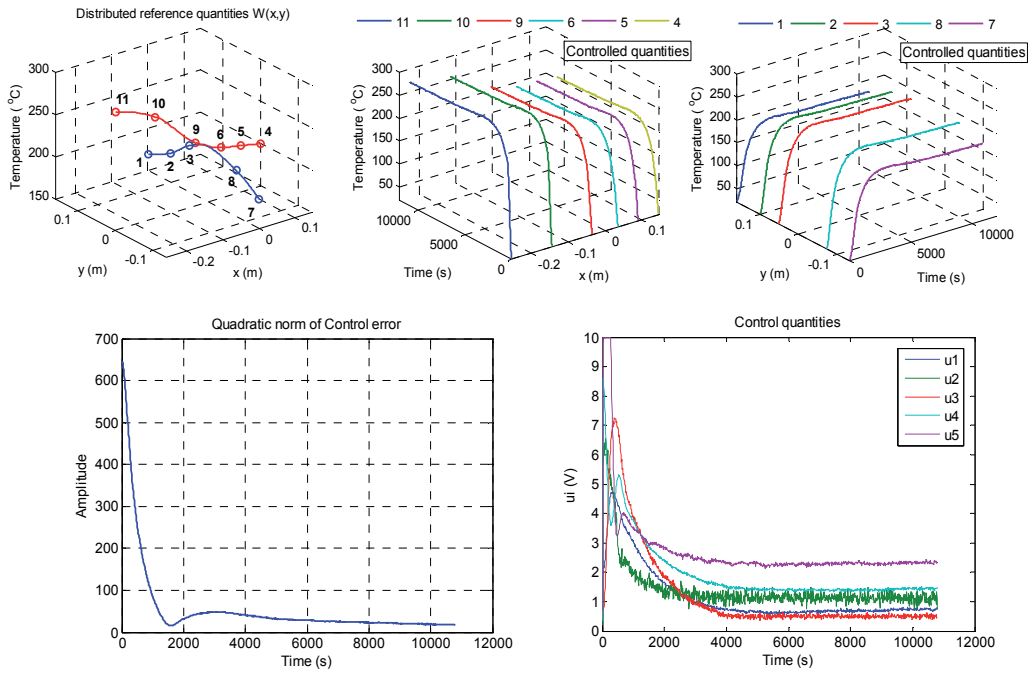 Distributed reference quantities W(x,y)
300
250
200
150
Temperature ( °C)
11
10
9
6
5
4
1
2
3
8
7
0.1
0
-0.1
y (m)
-0.2
-0.1
0
0.1
x (m)
11 10 9 6 5 4
Controlled quantities
300
250
200
150
100
50
Temperature ( °C)
10000
5000
0
Time (s)
-0.2
-0.1
0
0.1
x (m)
1 2 3 8 7
Controlled quantities
300
250
200
150
100
50
Temperature ( °C)
0.1
0
-0.1
y (m)
0
5000
10000
Time (s)
Quadratic norm of Control error
700
600
500
400
300
200
100
0
Amplitude
0 2000 4000 6000 8000 10000 12000
Time (s)
Control quantities
10
9
8
7
6
5
4
3
2
1
0
ui (V)
u1
u2
u3
u4
u5
0 2000 4000 6000 8000 10000 12000
Time (s)